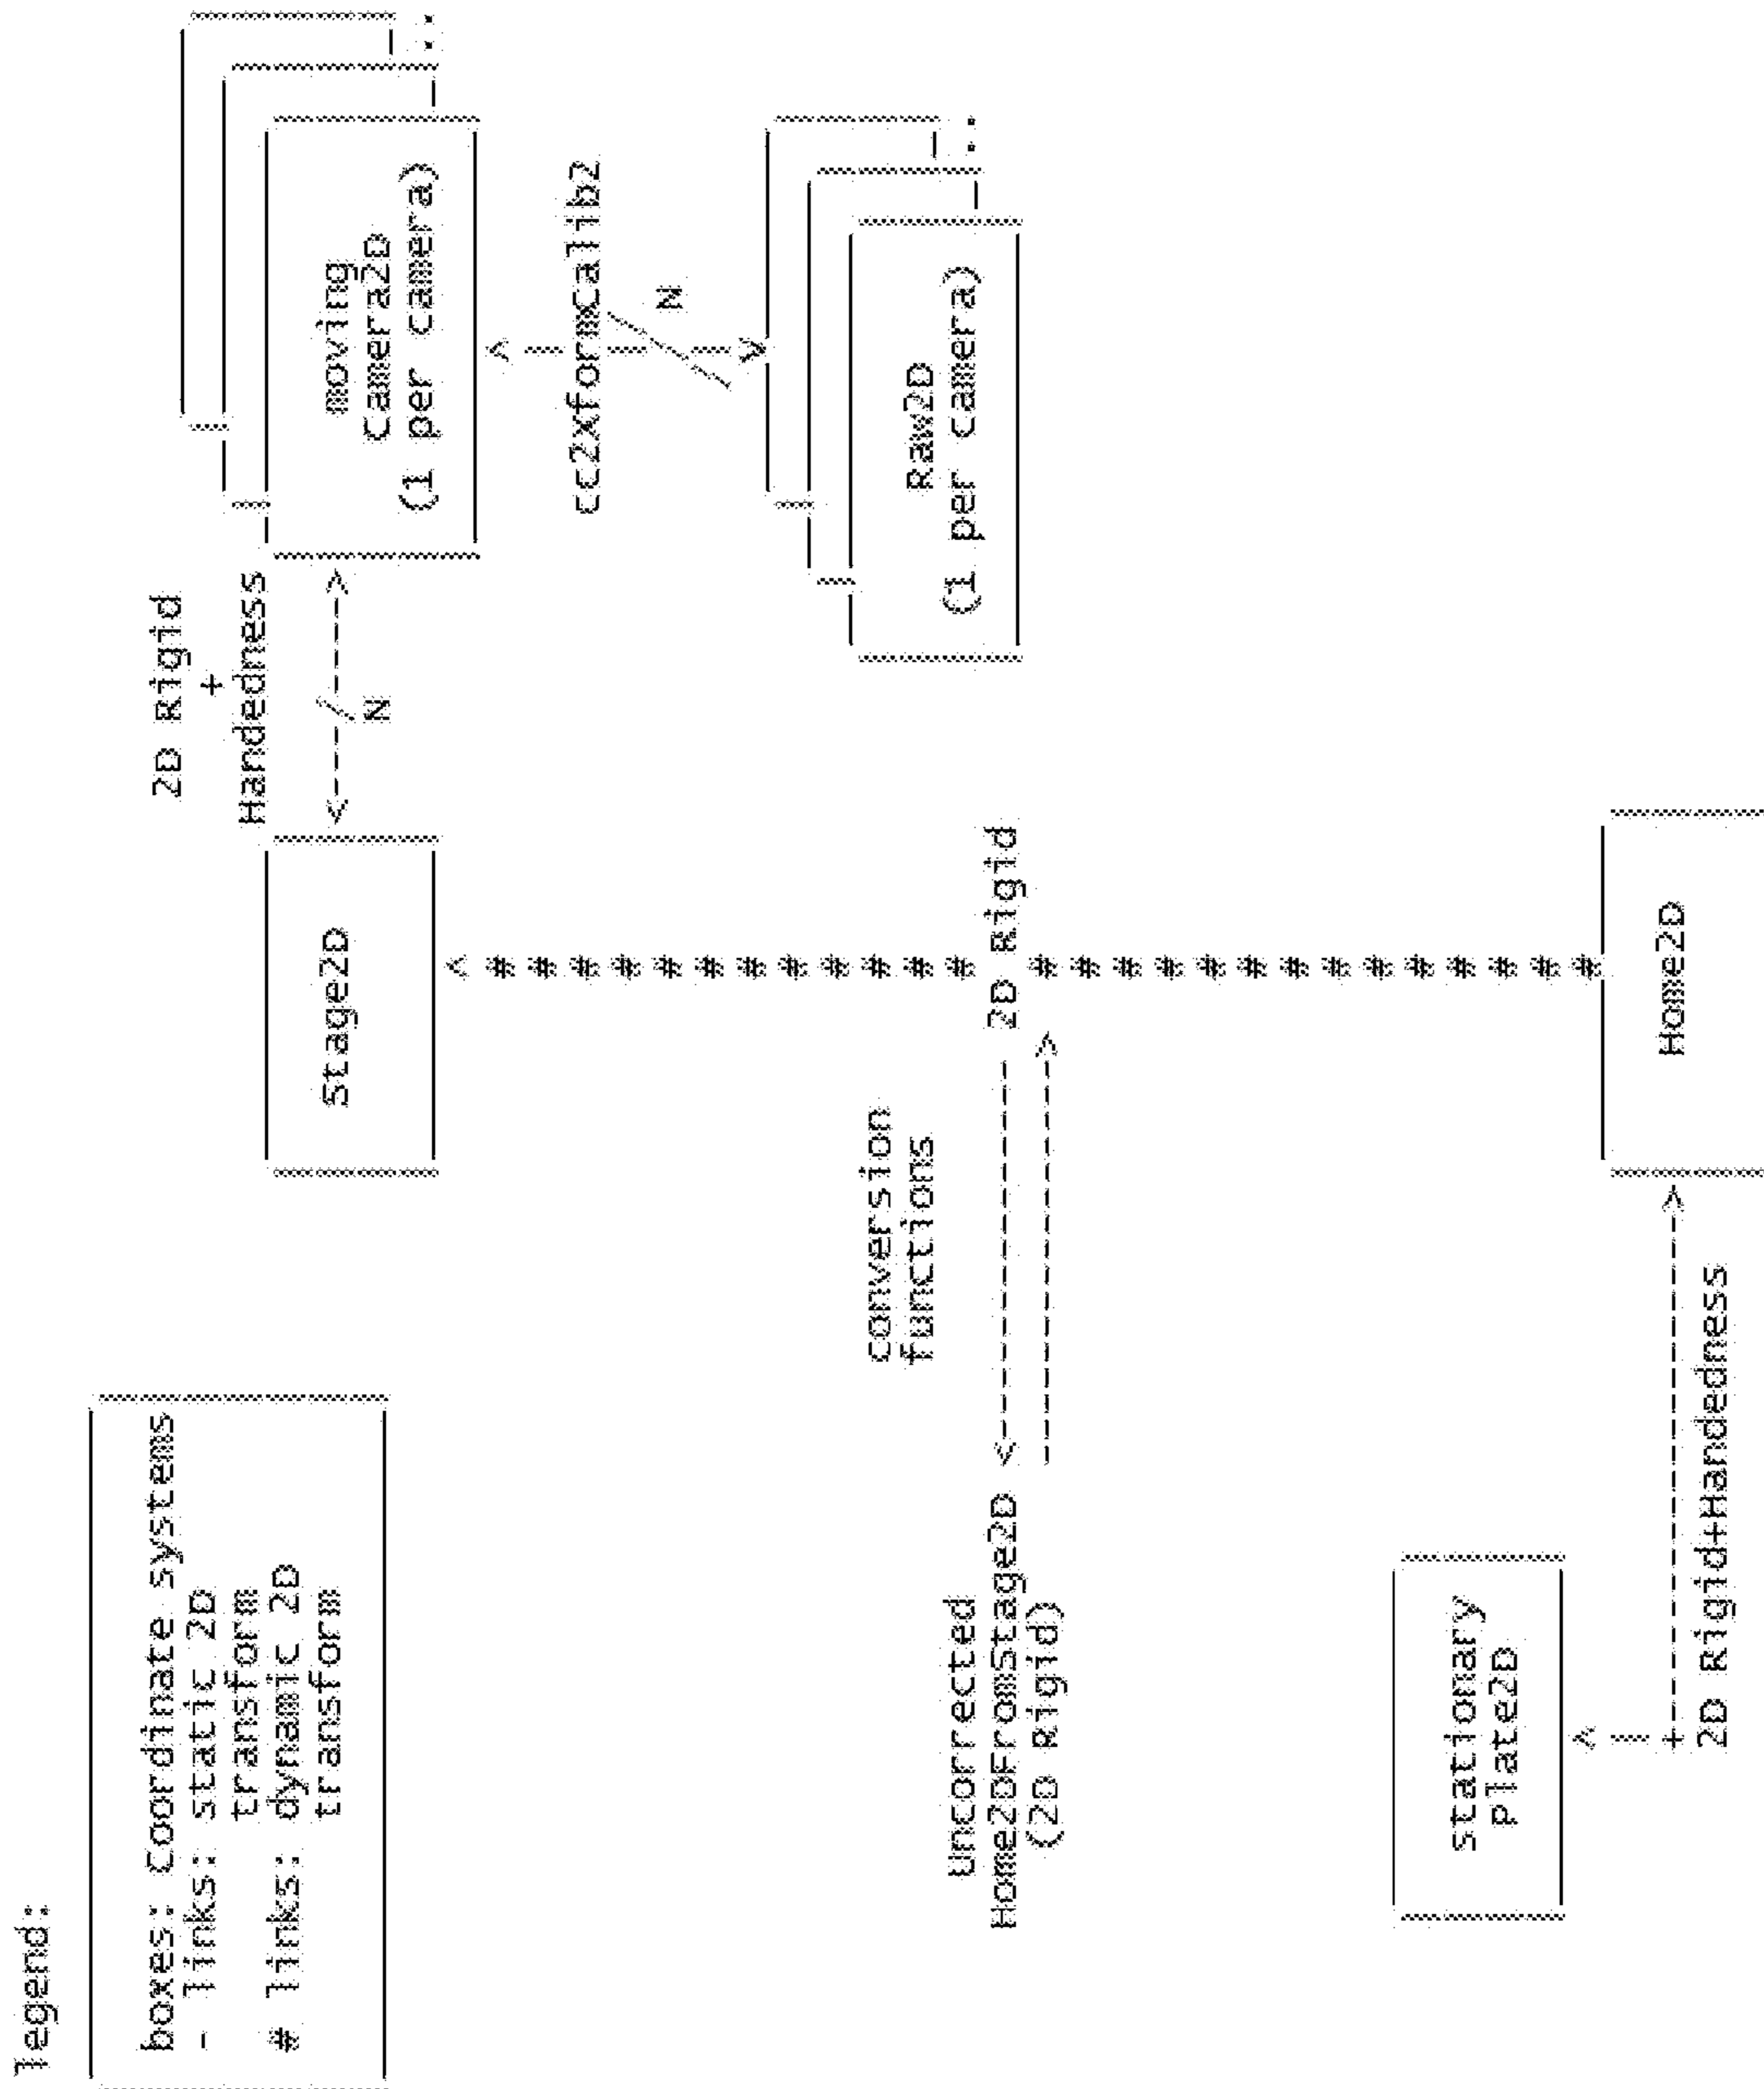 legend:
boxes: Coordinate systems
- links: static 2D
transform
# links: dynamic 2D
transform
2D Rigid
+
Handedness
Stage2D
moving
Camera2D
(1 per camera)
N
cc2xformcalib2
N
Raw2D
(1 per camera)
conversion
functions
Uncorrected
Home2DFromStage2D
(2D Rigid)
2D Rigid
stationary
Plate2D
Home2D
2D Rigid+Handedness